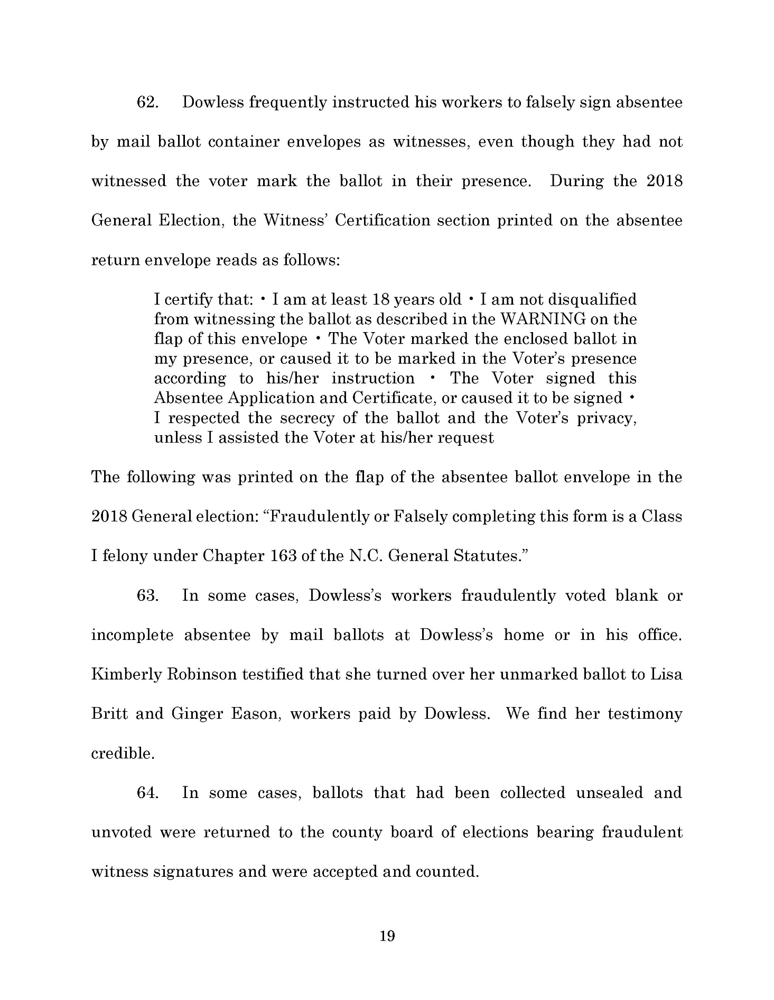 62. Dowless frequently instructed his workers to falsely sign absentee
by mail ballot container envelopes as witnesses, even though they had not
witnessed the voter mark the ballot in their presence. During the 2018
General Election, the Witness’ Certification section printed on the absentee
return envelope reads as follows:
I certify that: • I am at least 18 years old • I am not disqualified
from witnessing the ballot as described in the WARNING on the
flap of this envelope • The Voter marked the enclosed ballot in
my presence, or caused it to be marked in the Voter’s presence
according to his/her instruction • The Voter signed this
Absentee Application and Certificate, or caused it to be signed •
I respected the secrecy of the ballot and the Voter’s privacy,
unless I assisted the Voter at his/her request
The following was printed on the flap of the absentee ballot envelope in the
2018 General election: “Fraudulently or Falsely completing this form is a Class
I felony under Chapter 163 of the N.C. General Statutes.”
63. In some cases, Dowless’s workers fraudulently voted blank or
incomplete absentee by mail ballots at Dowless’s home or in his office.
Kimberly Robinson testified that she turned over her unmarked ballot to Lisa
Britt and Ginger Eason, workers paid by Dowless. We find her testimony
credible.
64. In some cases, ballots that had been collected unsealed and
unvoted were returned to the county board of elections bearing fraudulent
witness signatures and were accepted and counted.
19